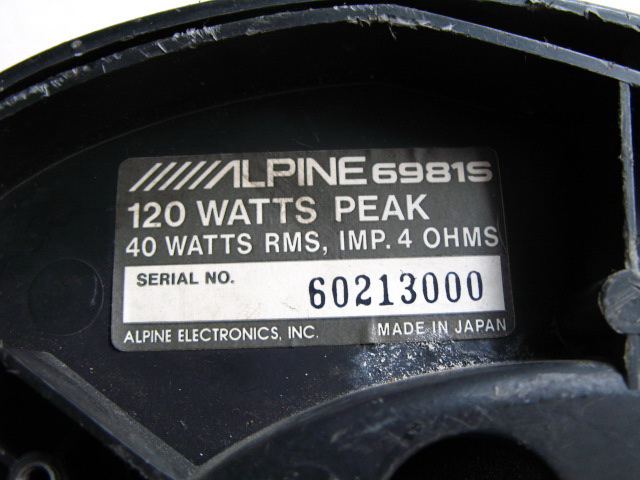 ALPINE 6981S
120 WATTS PEAK
40 WATTS RMS, IMP. 4 OHMS
SERIAL NO. 60213000
ALPINE ELECTRONICS, INC. MADE IN JAPAN